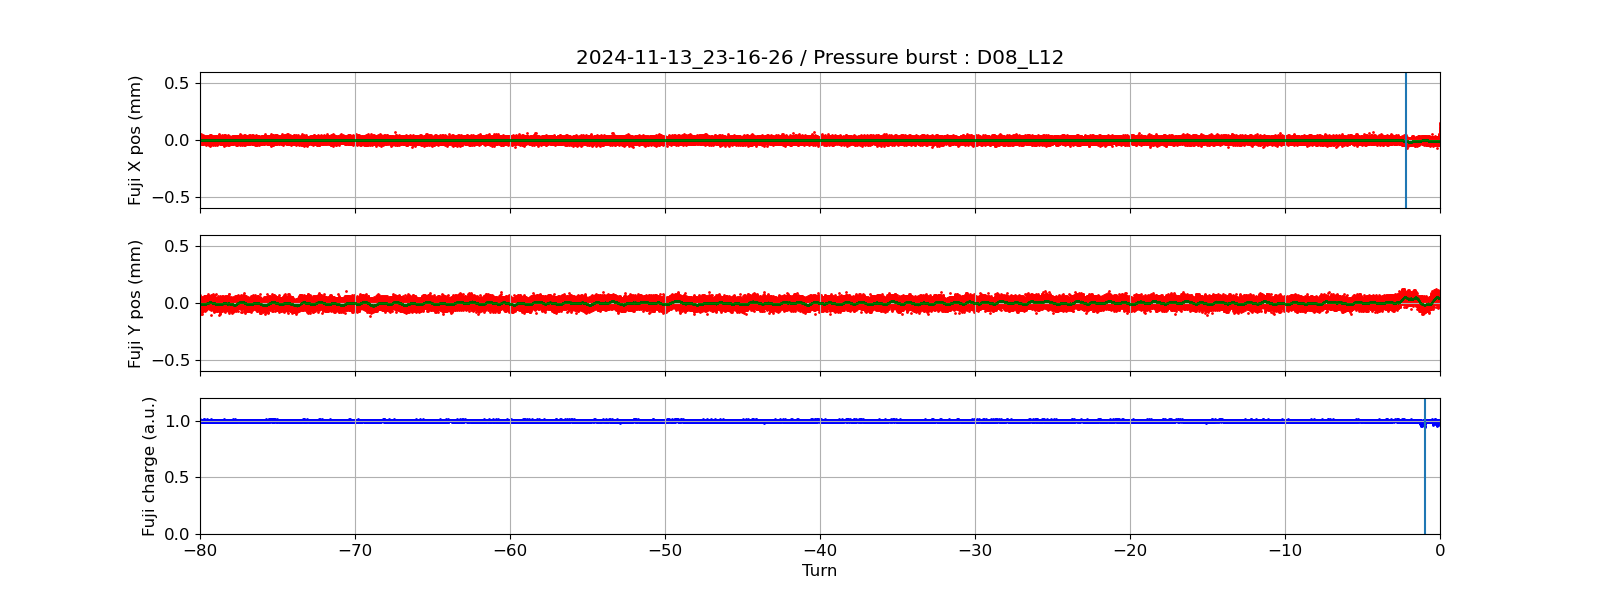 2024-11-13_23-16-26 / Pressure burst : D08_L12
Fuji X pos (mm)
0.5
0.0
−0.5
Fuji Y pos (mm)
0.5
0.0
−0.5
Fuji charge (a.u.)
1.0
0.5
0.0
−80 −70 −60 −50 −40 −30 −20 −10 0
Turn